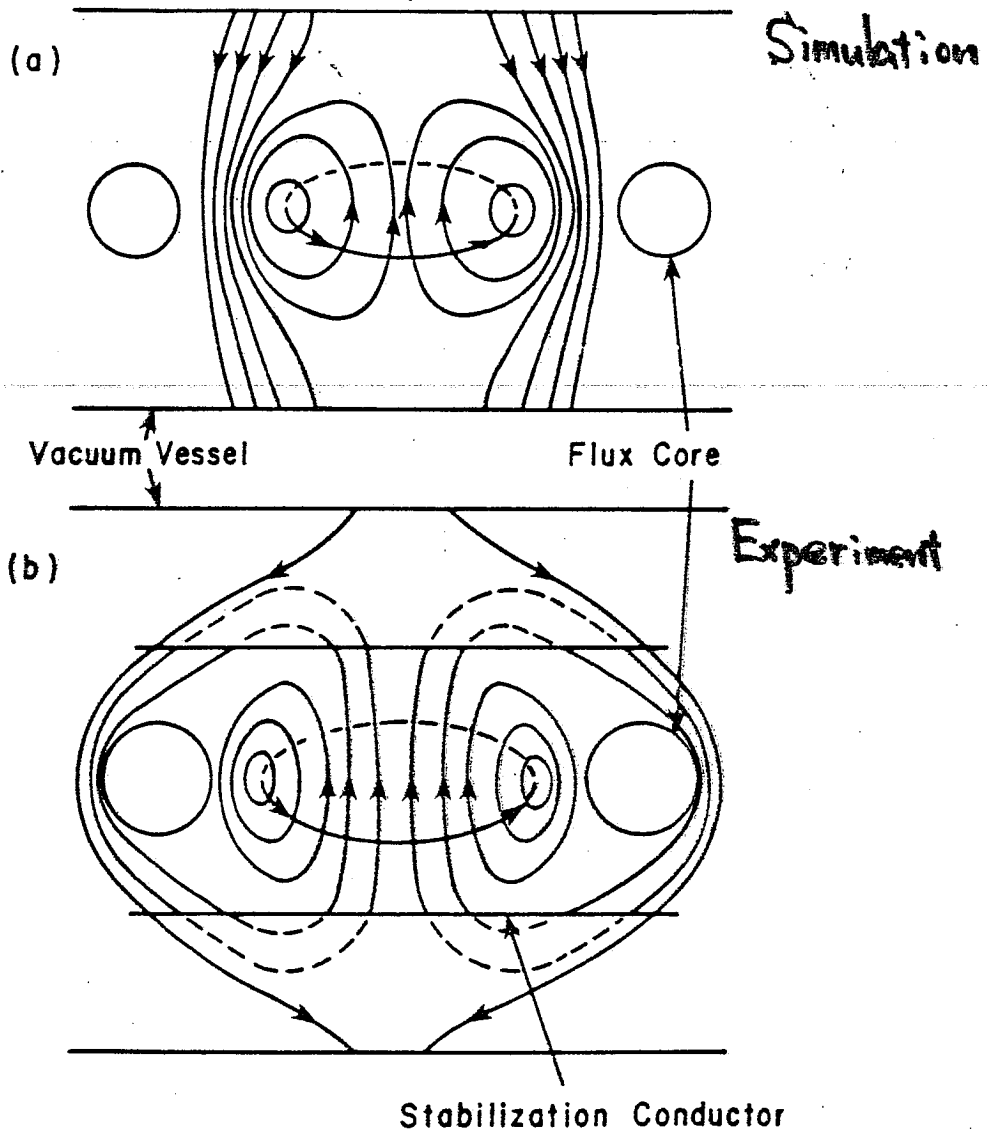 (a)
Simulation
Vacuum Vessel
Flux Core
(b)
Experiment
Stabilization Conductor